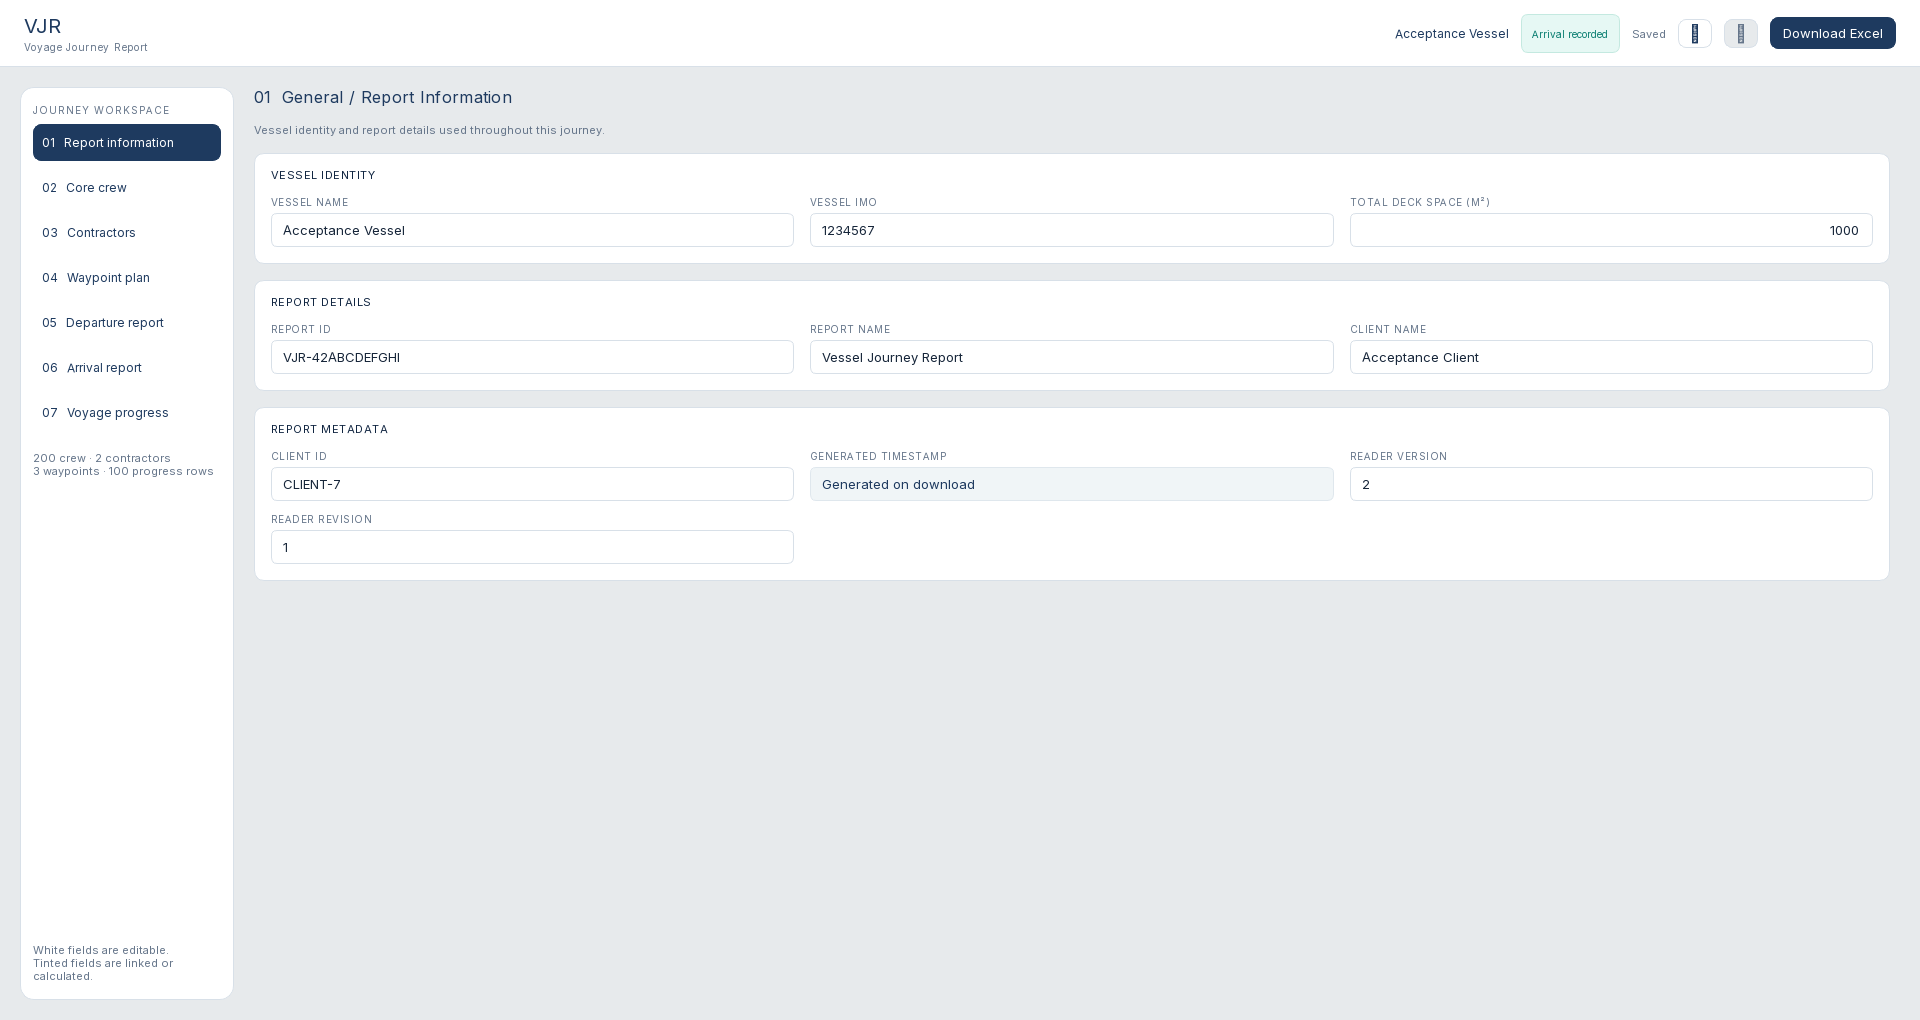 VJR
Voyage Journey Report
Acceptance Vessel
Arrival recorded
Saved
Download Excel
JOURNEY WORKSPACE
01 Report information
02 Core crew
03 Contractors
04 Waypoint plan
05 Departure report
06 Arrival report
07 Voyage progress
200 crew · 2 contractors
3 waypoints · 100 progress rows
White fields are editable.
Tinted fields are linked or
calculated.
01 General / Report Information
Vessel identity and report details used throughout this journey.
VESSEL IDENTITY
VESSEL NAME
Acceptance Vessel
VESSEL IMO
1234567
TOTAL DECK SPACE (M²)
1000
REPORT DETAILS
REPORT ID
VJR-42ABCDEFGHI
REPORT NAME
Vessel Journey Report
CLIENT NAME
Acceptance Client
REPORT METADATA
CLIENT ID
CLIENT-7
GENERATED TIMESTAMP
Generated on download
READER VERSION
2
READER REVISION
1